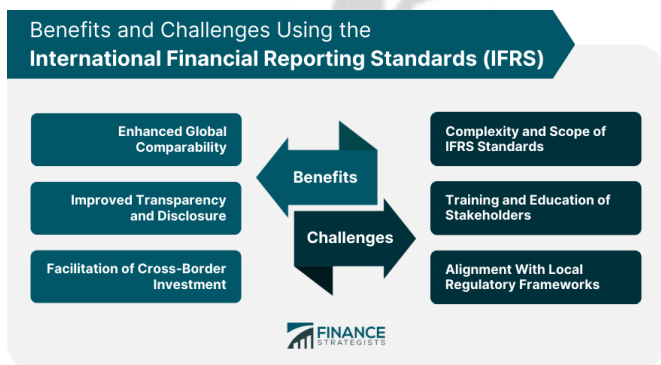 Benefits and Challenges Using the
International Financial Reporting Standards (IFRS)
Enhanced Global
Comparability
Improved Transparency
and Disclosure
Facilitation of Cross-Border
Investment
Benefits
Challenges
Complexity and Scope of
IFRS Standards
Training and Education of
Stakeholders
Alignment With Local
Regulatory Frameworks
FINANCE
STRATEGISTS